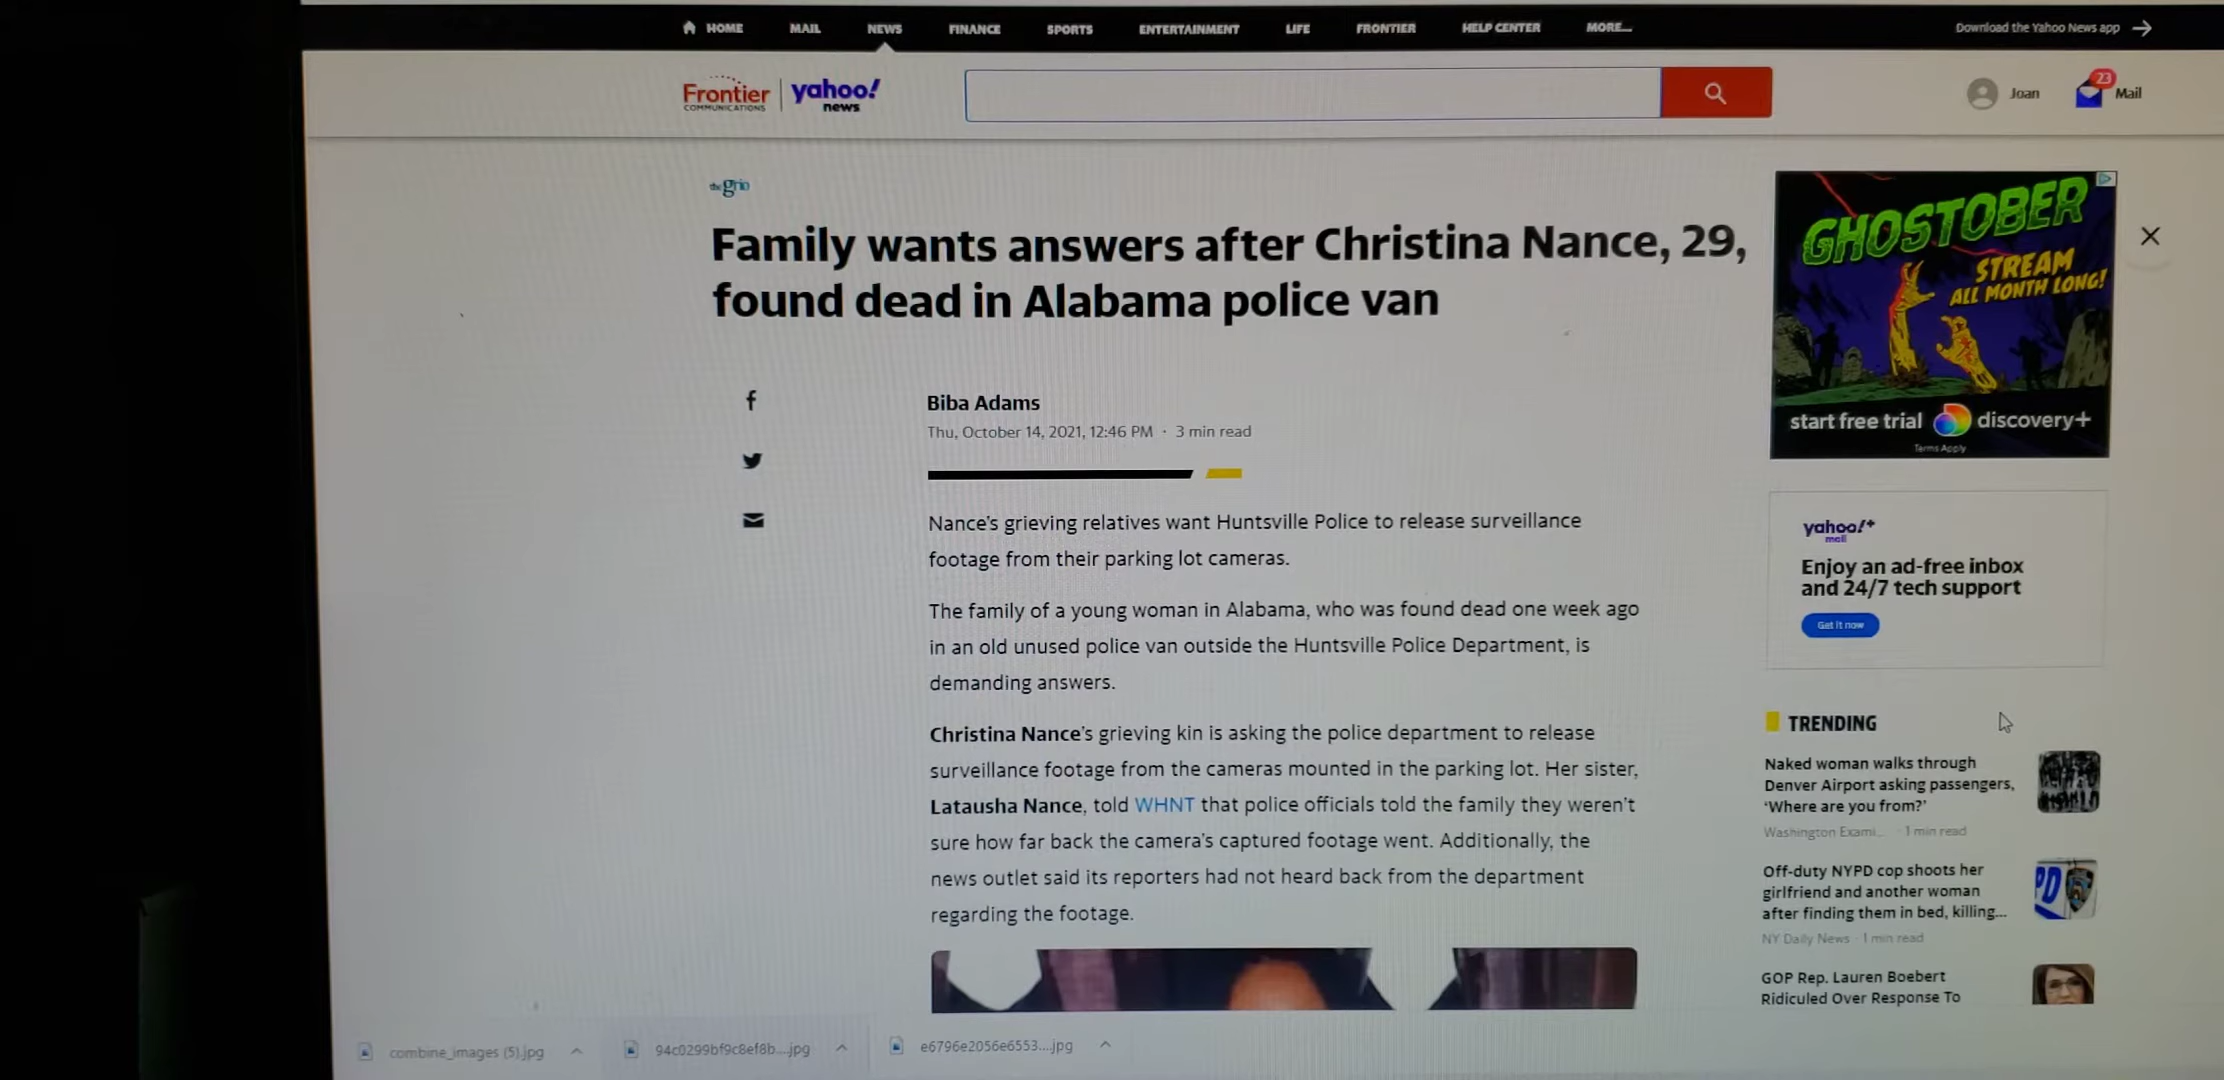 HOME MAIL NEWS FINANCE SPORTS ENTERTAINMENT LIFE FRONTIER HELP CENTER MORE... Download the Yahoo News app
Frontier COMMUNICATIONS yahoo! news
23
Joan Mail
the grio
Family wants answers after Christina Nance, 29,
found dead in Alabama police van
Biba Adams
Thu, October 14, 2021, 12:46 PM · 3 min read
Nance's grieving relatives want Huntsville Police to release surveillance
footage from their parking lot cameras.
The family of a young woman in Alabama, who was found dead one week ago
in an old unused police van outside the Huntsville Police Department, is
demanding answers.
Christina Nance's grieving kin is asking the police department to release
surveillance footage from the cameras mounted in the parking lot. Her sister,
Latausha Nance, told WHNT that police officials told the family they weren't
sure how far back the camera's captured footage went. Additionally, the
news outlet said its reporters had not heard back from the department
regarding the footage.
GHOSTOBER
STREAM
ALL MONTH LONG!
start free trial discovery+
Terms Apply
yahoo!+
mail
Enjoy an ad-free inbox
and 24/7 tech support
Get it now
TRENDING
Naked woman walks through
Denver Airport asking passengers,
'Where are you from?'
Washington Exami... · 1 min read
Off-duty NYPD cop shoots her
girlfriend and another woman
after finding them in bed, killing...
PD
NY Daily News · 1 min read
GOP Rep. Lauren Boebert
Ridiculed Over Response To
combine_images (5).jpg 94c0299bf9c8ef8b....jpg e6796e2056e6553....jpg